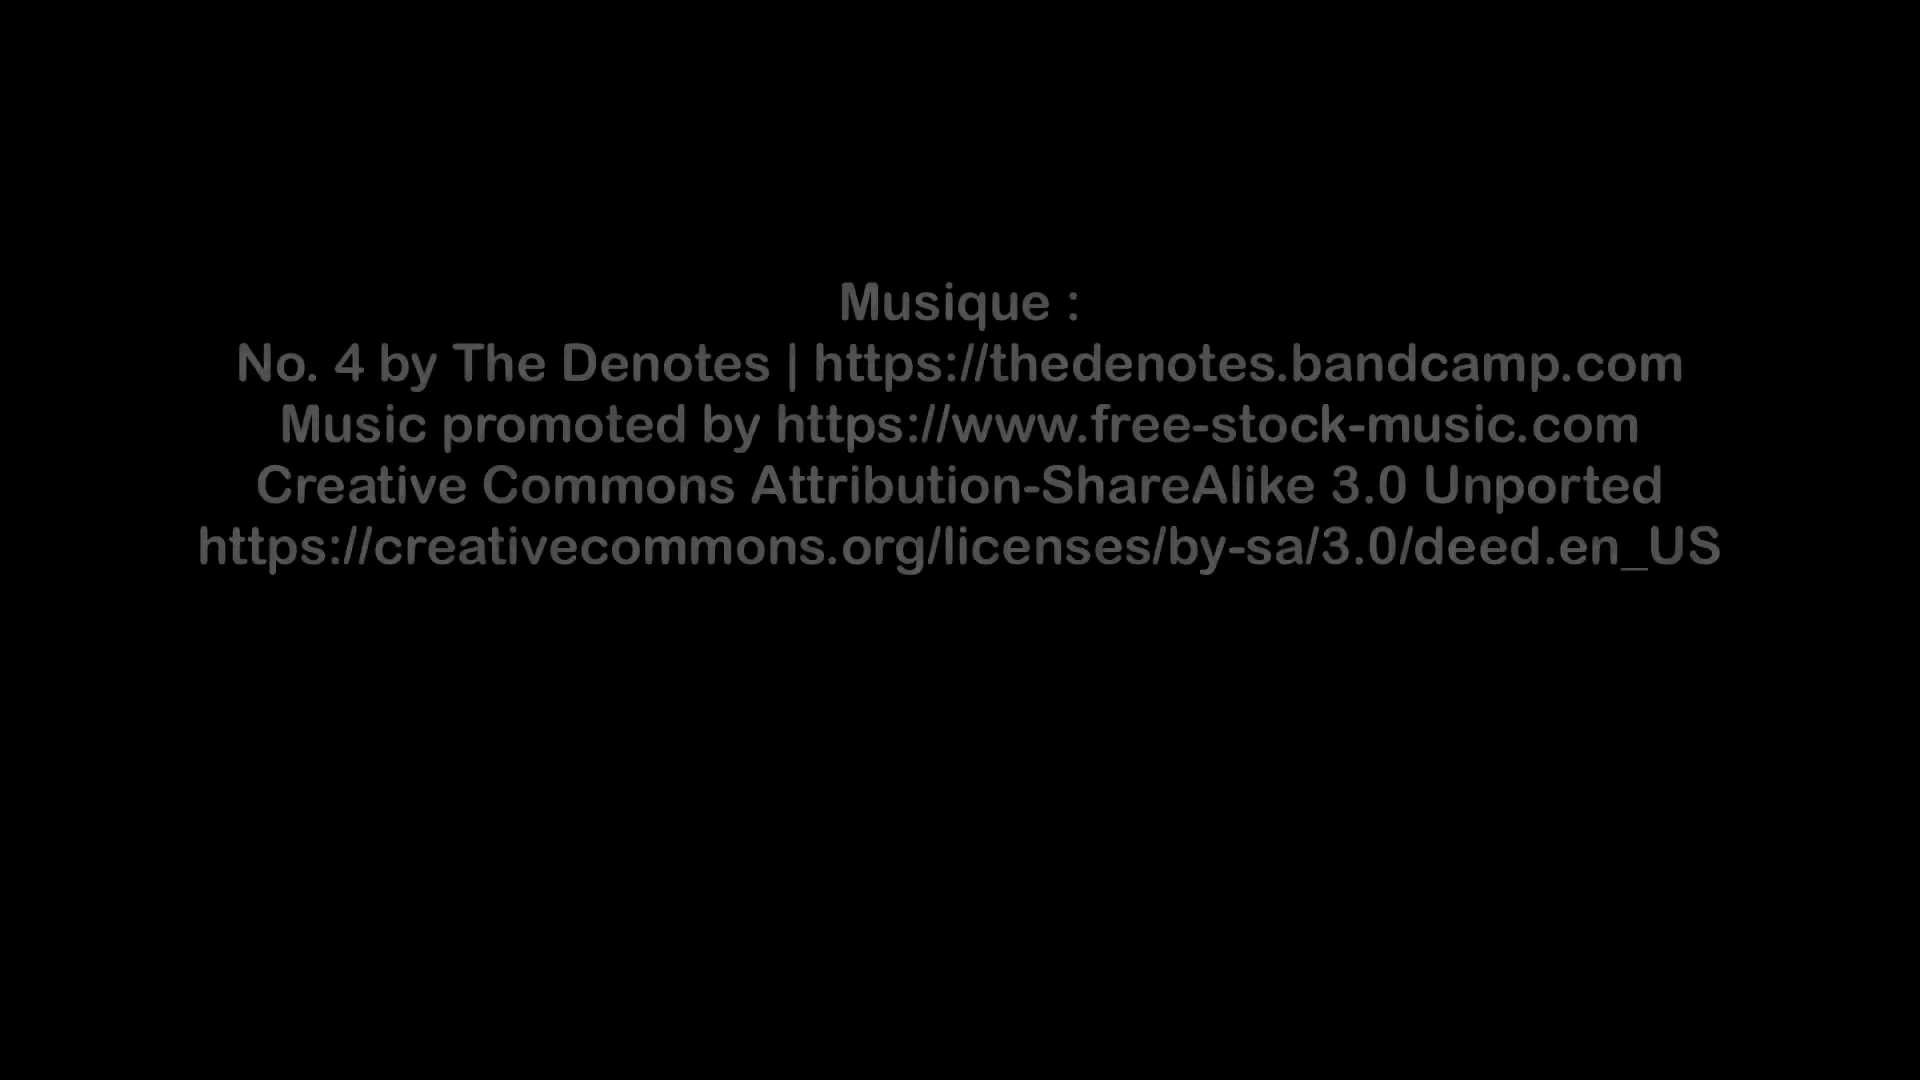 Musique :
No. 4 by The Denotes | https://thedenotes.bandcamp.com
Music promoted by https://www.free-stock-music.com
Creative Commons Attribution-ShareAlike 3.0 Unported
https://creativecommons.org/licenses/by-sa/3.0/deed.en_US